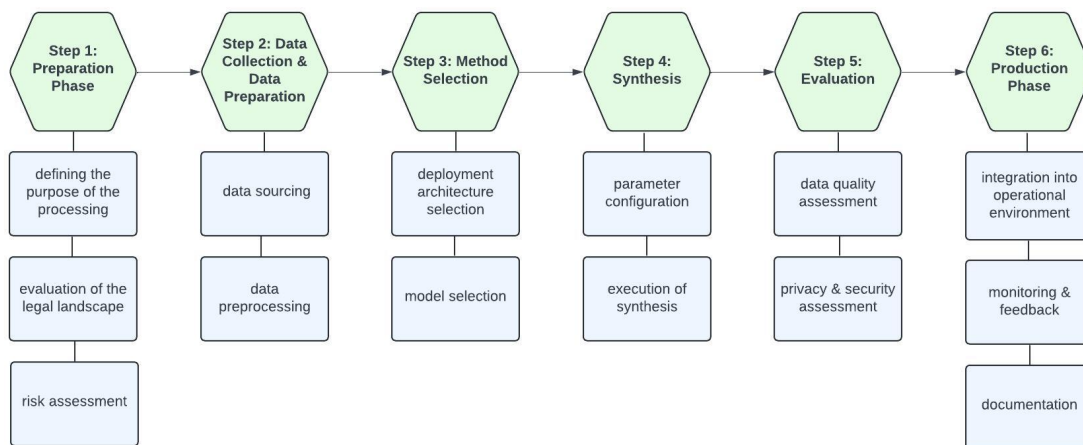 Step 1:
Preparation
Phase
Step 2: Data
Collection &
Data
Preparation
Step 3: Method
Selection
Step 4:
Synthesis
Step 5:
Evaluation
Step 6:
Production
Phase
defining the
purpose of the
processing
evaluation of the
legal landscape
risk assessment
data sourcing
data
preprocessing
deployment
architecture
selection
model selection
parameter
configuration
execution of
synthesis
data quality
assessment
privacy & security
assessment
integration into
operational
environment
monitoring &
feedback
documentation